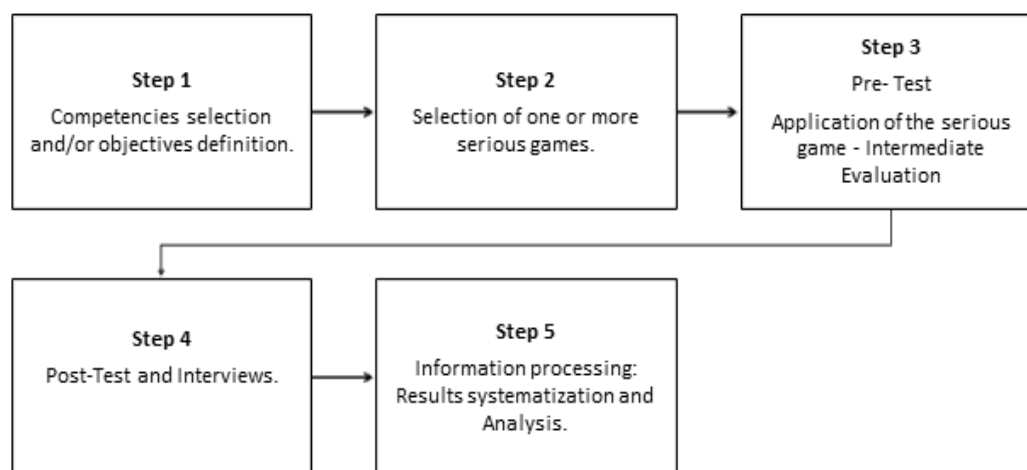 Step 1
Competencies selection
and/or objectives definition.
Step 2
Selection of one or more
serious games.
Step 3
Pre- Test
Application of the serious
game - Intermediate
Evaluation
Step 4
Post-Test and Interviews.
Step 5
Information processing:
Results systematization and
Analysis.